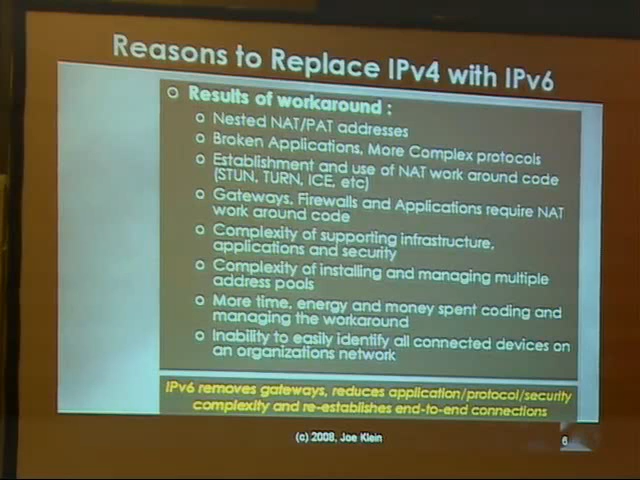 Reasons to Replace IPv4 with IPv6
Results of workaround :
Nested NAT/PAT addresses
Broken Applications, More Complex protocols
Establishment and use of NAT work around code
(STUN, TURN, ICE, etc)
Gateways, Firewalls and Applications require NAT
work around code
Complexity of supporting infrastructure,
applications and security
Complexity of installing and managing multiple
address pools
More time, energy and money spent coding and
managing the workaround
Inability to easily identify all connected devices on
an organizations network
IPv6 removes gateways, reduces application/protocol/security
complexity and re-establishes end-to-end connections
(c) 2008, Joe Klein
6